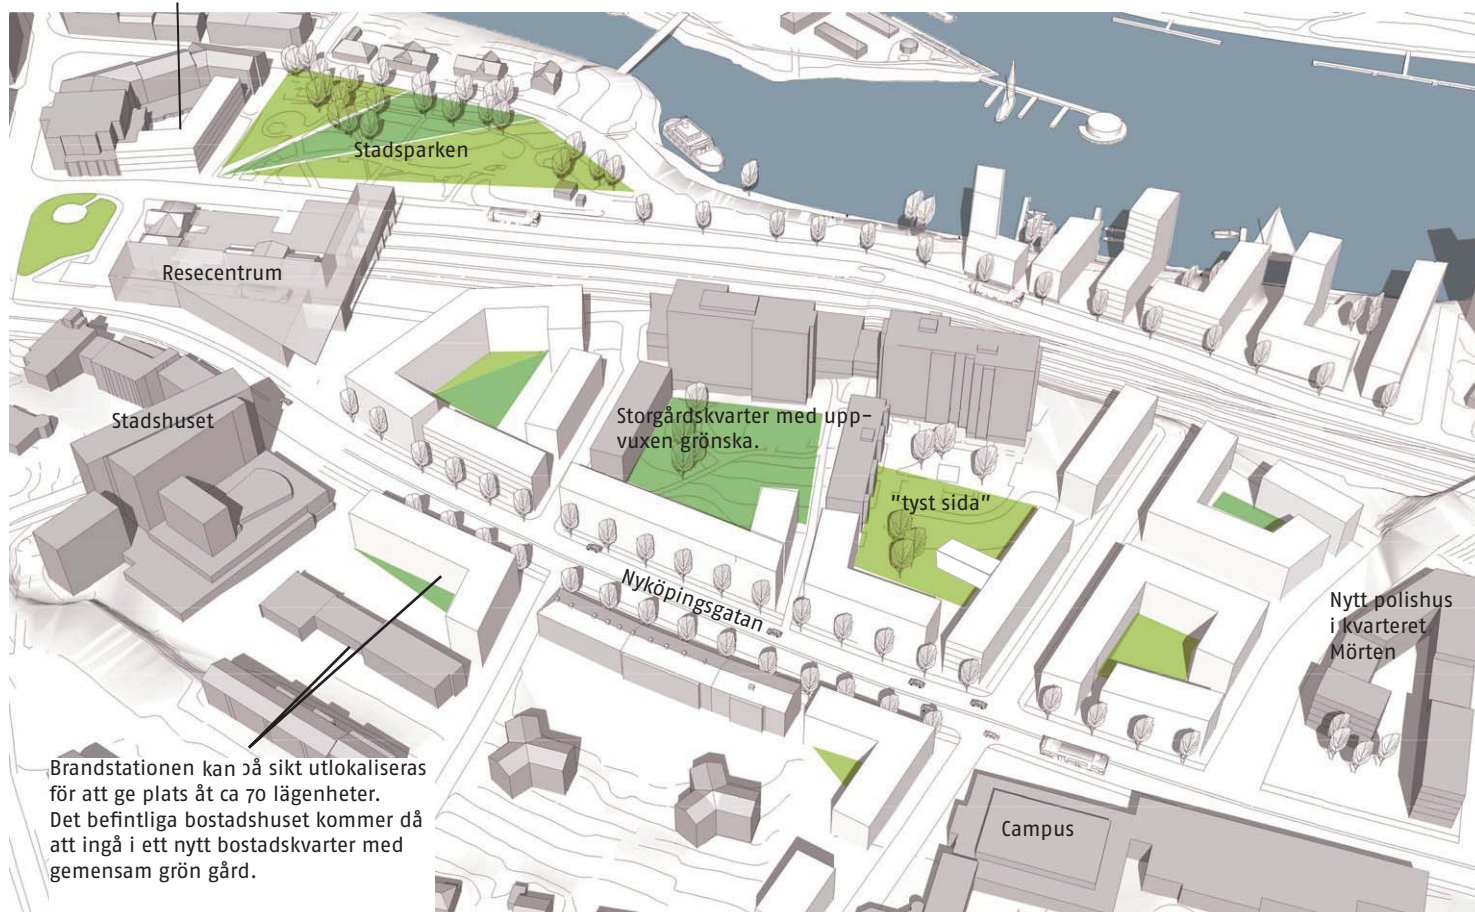 Stadsparken
Resecentrum
Stadshuset
Storgårdskvarter med upp-
vuxen grönska.
"tyst sida"
Nyköpingsgatan
Nytt polishus
i kvarteret
Mörten
Campus
Brandstationen kan på sikt utlokaliseras
för att ge plats åt ca 70 lägenheter.
Det befintliga bostadshuset kommer då
att ingå i ett nytt bostadskvarter med
gemensam grön gård.